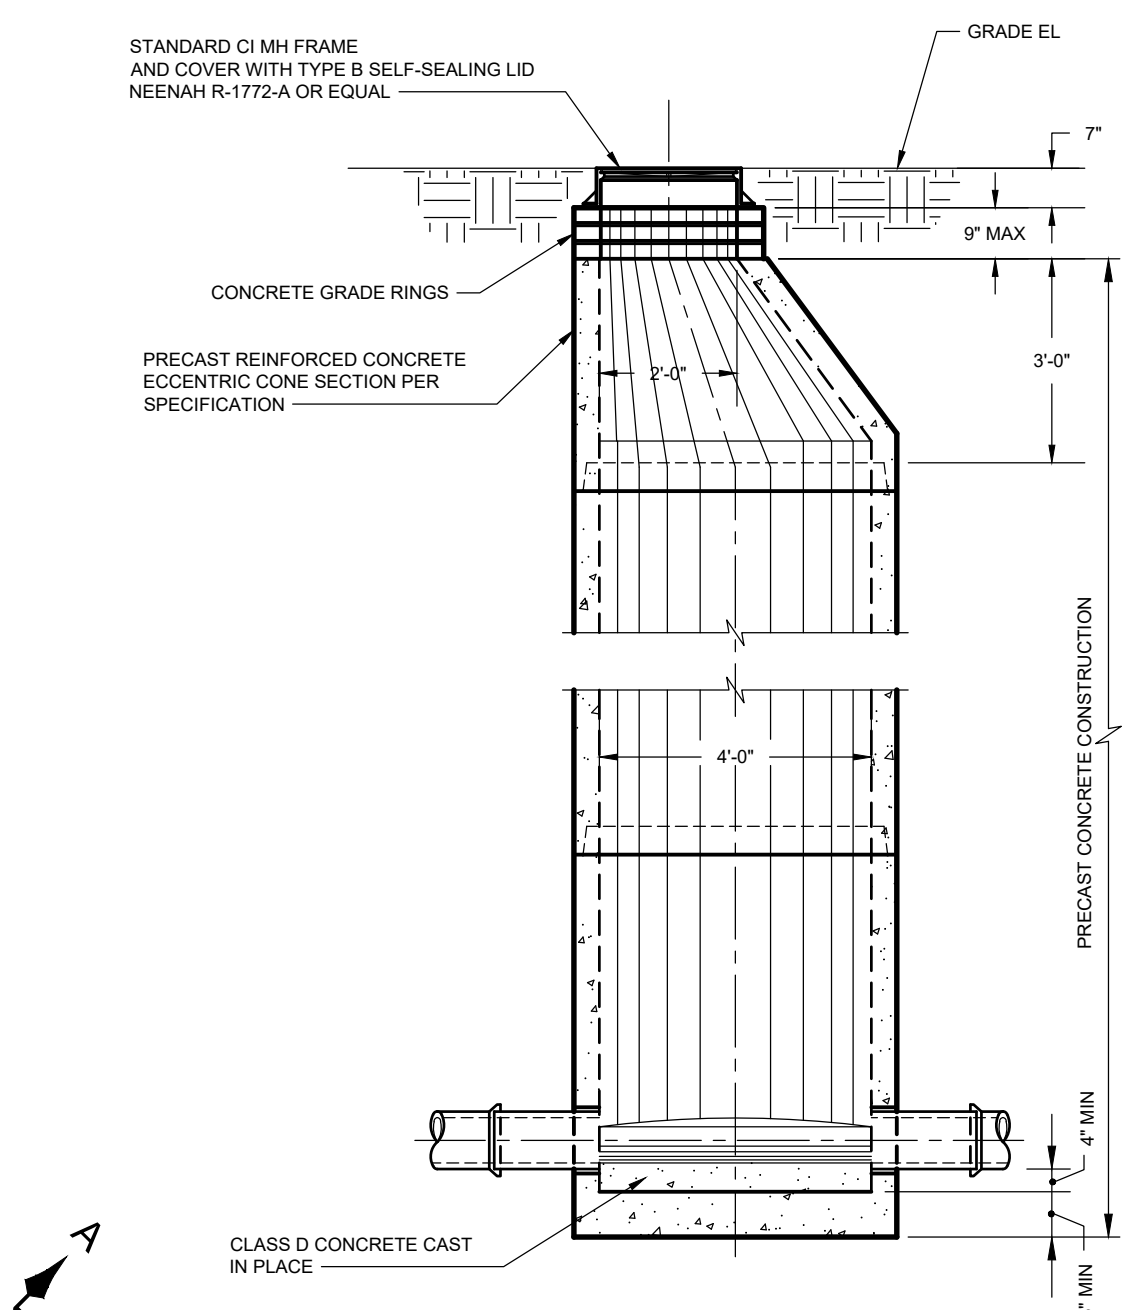 STANDARD CI MH FRAME
AND COVER WITH TYPE B SELF-SEALING LID
NEENAH R-1772-A OR EQUAL
GRADE EL
7"
9" MAX
CONCRETE GRADE RINGS
PRECAST REINFORCED CONCRETE
ECCENTRIC CONE SECTION PER
SPECIFICATION
2'-0"
3'-0"
4'-0"
PRECAST CONCRETE CONSTRUCTION
4" MIN
CLASS D CONCRETE CAST
IN PLACE
A
" MIN